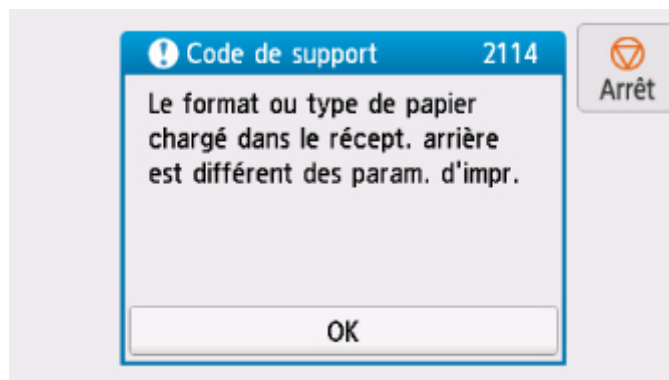 Code de support 2114
Arrêt
Le format ou type de papier
chargé dans le récept. arrière
est différent des param. d'impr.
OK